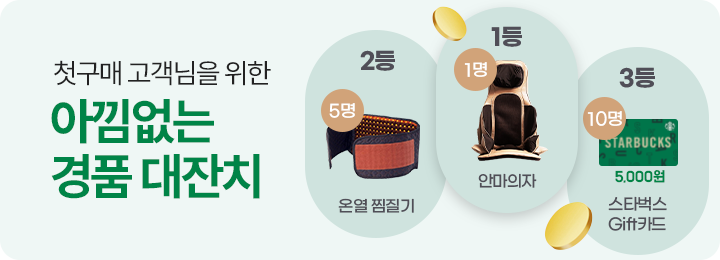 첫구매 고객님을 위한
아낌없는
경품 대잔치
2등
5명
온열 찜질기
1등
1명
안마의자
3등
10명
STARBUCKS
5,000원
스타벅스
Gift카드